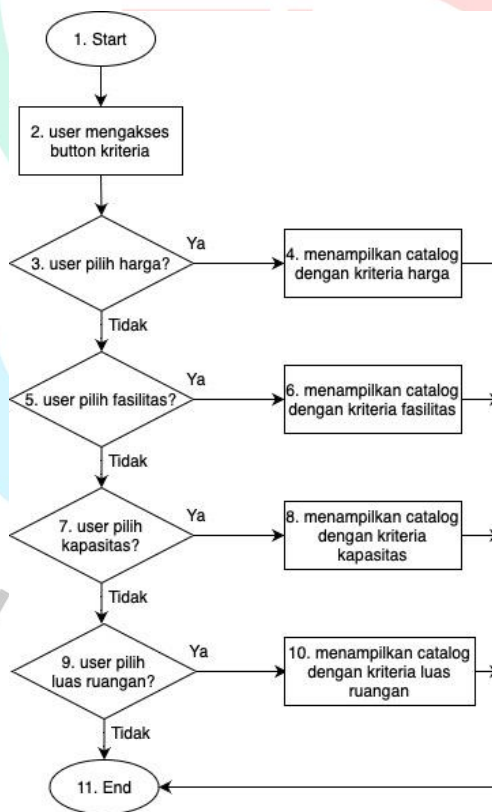 1. Start
2. user mengakses
button kriteria
3. user pilih harga?
Ya
4. menampilkan catalog
dengan kriteria harga
Tidak
5. user pilih fasilitas?
Ya
6. menampilkan catalog
dengan kriteria fasilitas
Tidak
7. user pilih
kapasitas?
Ya
8. menampilkan catalog
dengan kriteria
kapasitas
Tidak
9. user pilih
luas ruangan?
Ya
10. menampilkan catalog
dengan kriteria luas
ruangan
Tidak
11. End